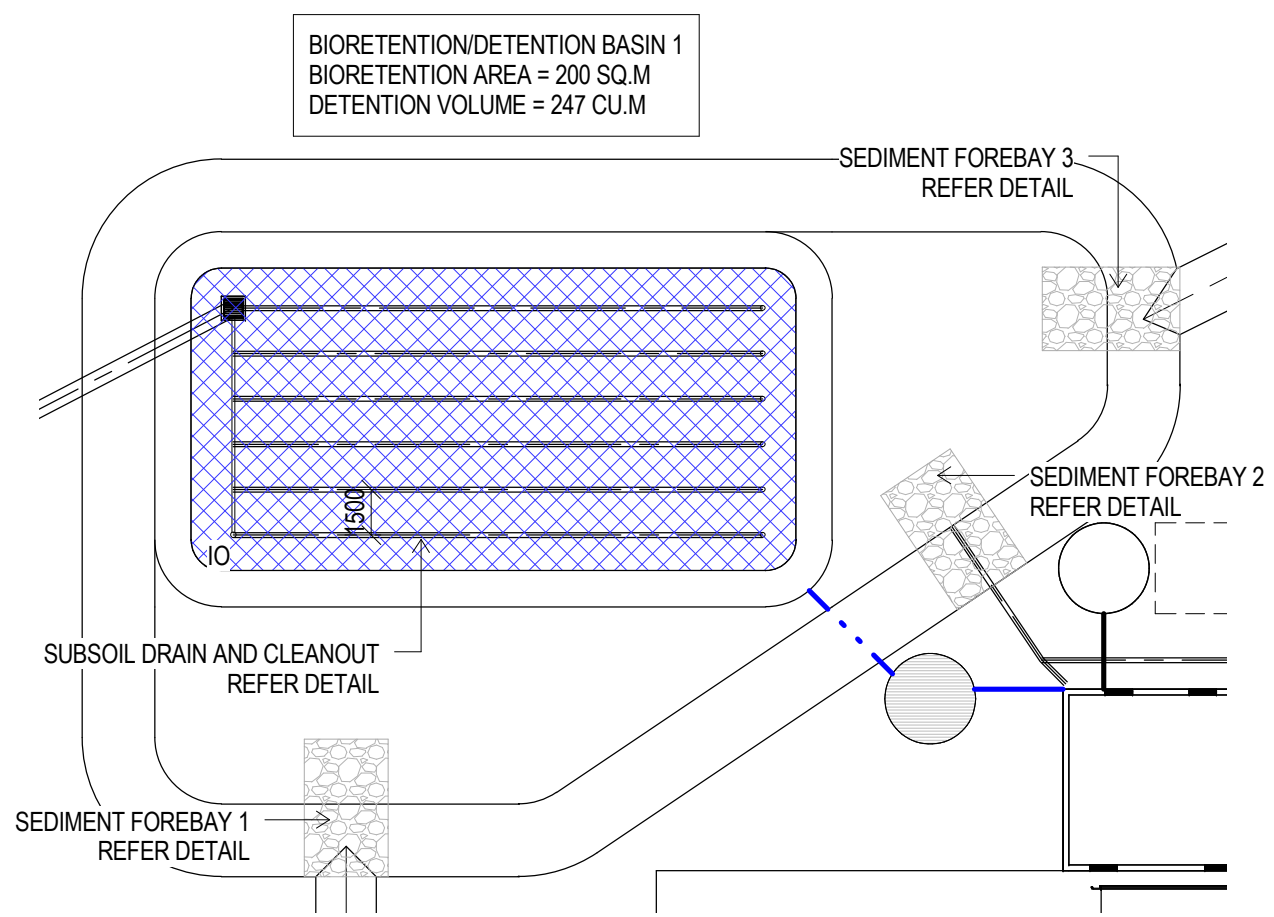 BIORETENTION/DETENTION BASIN 1
BIORETENTION AREA = 200 SQ.M
DETENTION VOLUME = 247 CU.M
SEDIMENT FOREBAY 3
REFER DETAIL
SEDIMENT FOREBAY 2
REFER DETAIL
1500
IO
SUBSOIL DRAIN AND CLEANOUT
REFER DETAIL
SEDIMENT FOREBAY 1
REFER DETAIL